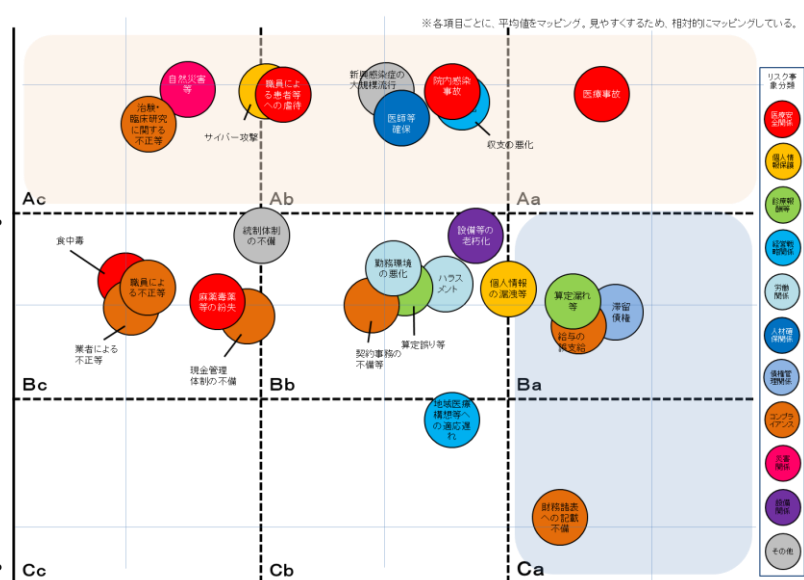 ※各項目ごとに、平均値をマッピング。見やすくするため、相対的にマッピングしている。
自然災害
等
治験・
臨床研究
に関する
不正等
サイバー攻撃
職員によ
る患者等
への虐待
新興感染症の
大規模流行
医師等
確保
院内感染
事故
収支の悪化
医療事故
Ac
Ab
Aa
食中毒
職員によ
る不正等
業者による
不正等
麻薬毒薬
等の紛失
現金管理
体制の不備
統制体制
の不備
勤務環境
の悪化
ハラス
メント
設備等の
老朽化
契約事務の
不備等
算定誤り等
個人情報
の漏洩等
算定漏れ
等
給与の
誤支給
滞留
債権
Bc
Bb
Ba
地域医療
構想等へ
の適応遅
れ
財務諸表
への記載
不備
Cc
Cb
Ca
リスク事
象分類
医療安
全関係
個人情
報保護
診療報
酬等
経営戦
略関係
労働
関係
人材確
保関係
債権管
理関係
コンプラ
イアンス
災害
関係
設備
関係
その他